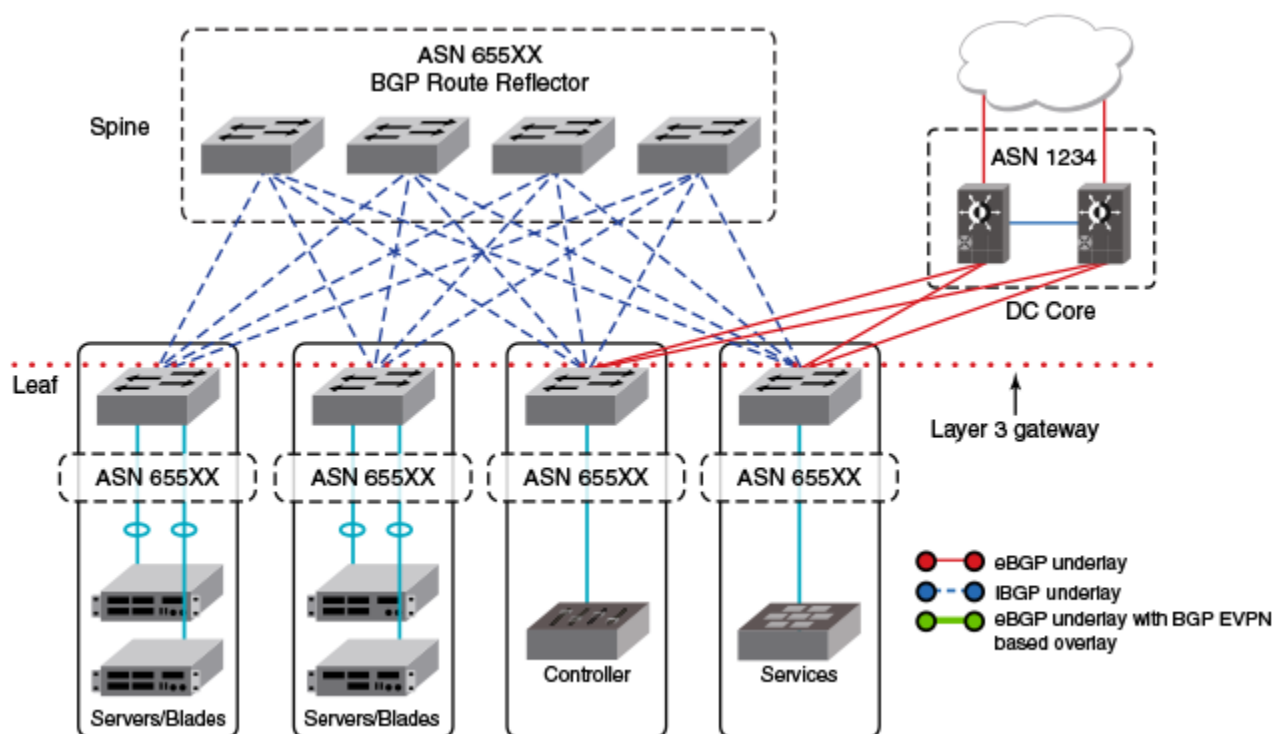 ASN 655XX
BGP Route Reflector
Spine
ASN 1234
DC Core
Leaf
Layer 3 gateway
ASN 655XX
ASN 655XX
ASN 655XX
ASN 655XX
eBGP underlay
IBGP underlay
eBGP underlay with BGP EVPN
based overlay
Controller
Services
Servers/Blades
Servers/Blades